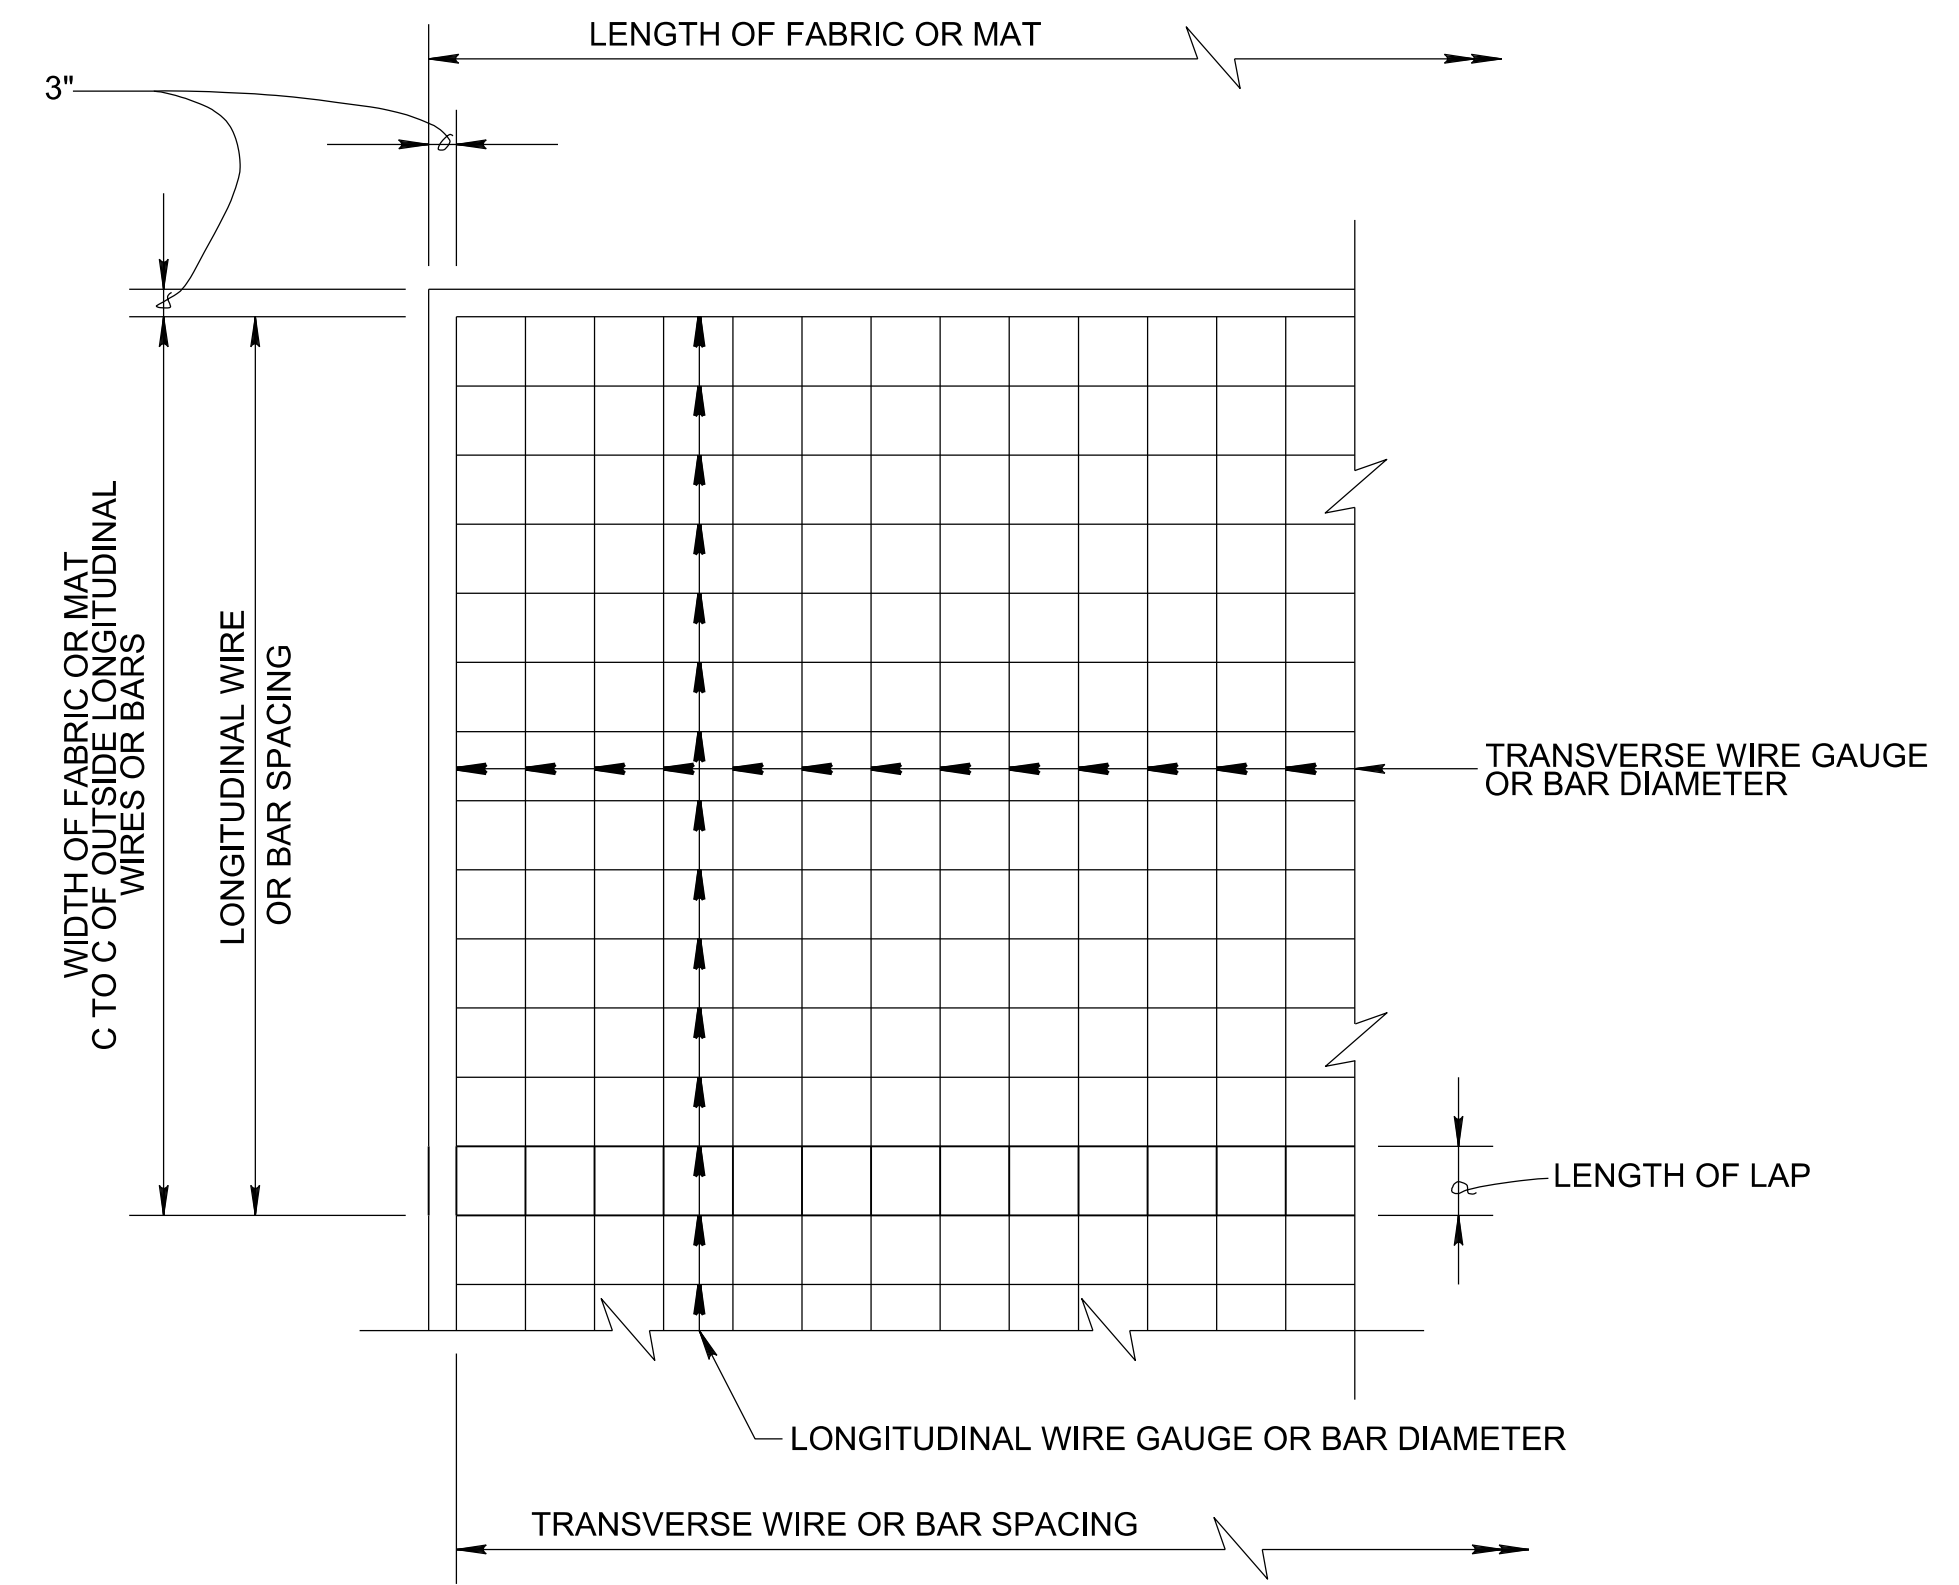 LENGTH OF FABRIC OR MAT
3"
WIDTH OF FABRIC OR MAT
C TO C OF OUTSIDE LONGITUDINAL
WIRES OR BARS
LONGITUDINAL WIRE
OR BAR SPACING
TRANSVERSE WIRE GAUGE
OR BAR DIAMETER
LENGTH OF LAP
LONGITUDINAL WIRE GAUGE OR BAR DIAMETER
TRANSVERSE WIRE OR BAR SPACING